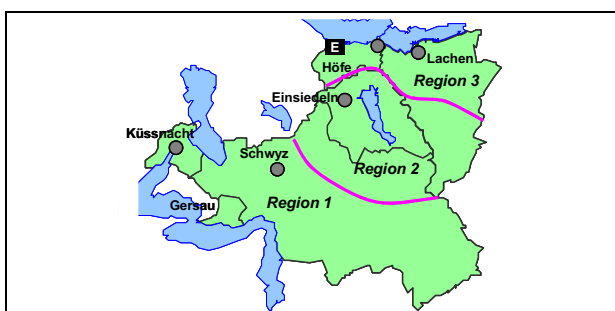 E
Höfe
Lachen
Region 3
Einsiedeln
Küssnacht
Schwyz
Region 2
Region 1
Gersau